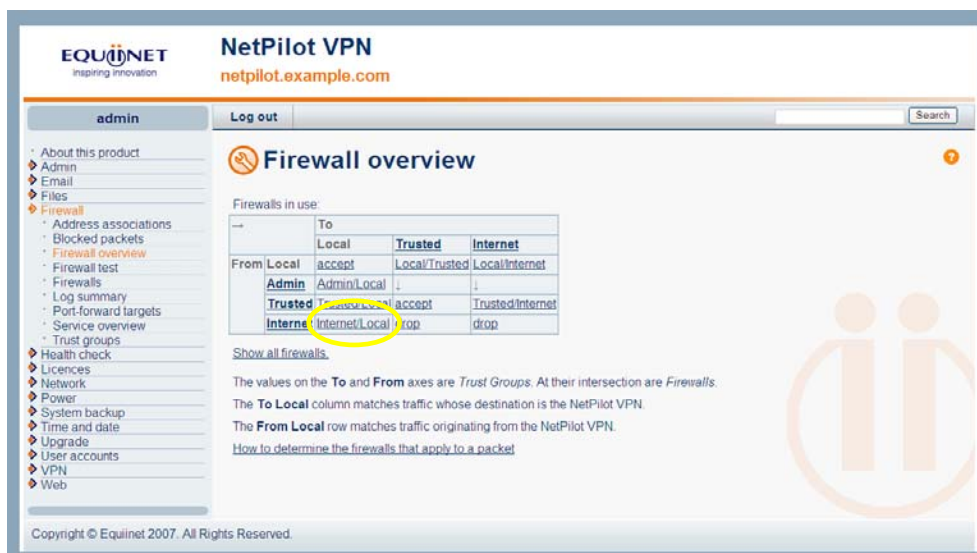 EQUiiNET
inspiring innovation
NetPilot VPN
netpilot.example.com
admin
Log out
Search
About this product
Admin
Email
Files
Firewall
Address associations
Blocked packets
Firewall overview
Firewall test
Firewalls
Log summary
Port-forward targets
Service overview
Trust groups
Health check
Licences
Network
Power
System backup
Time and date
Upgrade
User accounts
VPN
Web
Firewall overview
?
Firewalls in use:
→ To
Local Trusted Internet
From Local accept Local/Trusted Local/Internet
Admin Admin/Local ↓ ↓
Trusted Trusted/Local accept Trusted/Internet
Internet Internet/Local drop drop
Show all firewalls.
The values on the To and From axes are Trust Groups. At their intersection are Firewalls.
The To Local column matches traffic whose destination is the NetPilot VPN.
The From Local row matches traffic originating from the NetPilot VPN.
How to determine the firewalls that apply to a packet
Copyright © Equiinet 2007. All Rights Reserved.